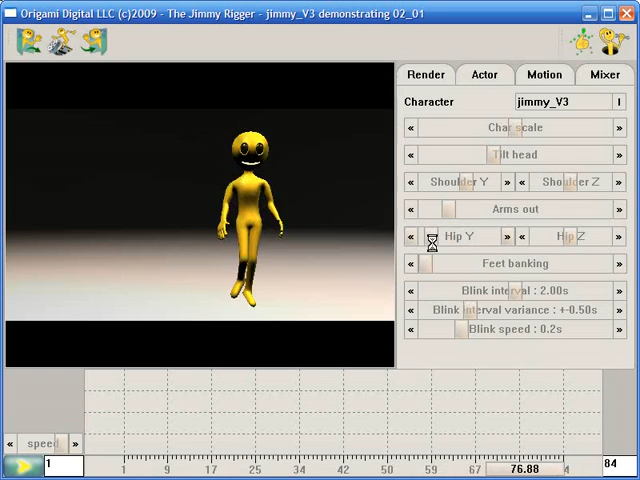 Origami Digital LLC (c)2009 - The Jimmy Rigger - jimmy_V3 demonstrating 02_01
Render Actor Motion Mixer
Character jimmy_V3
Char scale
Tilt head
Shoulder Y Shoulder Z
Arms out
Hip Y Hip Z
Feet banking
Blink interval : 2.00s
Blink interval variance : +-0.50s
Blink speed : 0.2s
speed
1 1 9 17 25 34 42 50 59 67 76.88 4 84